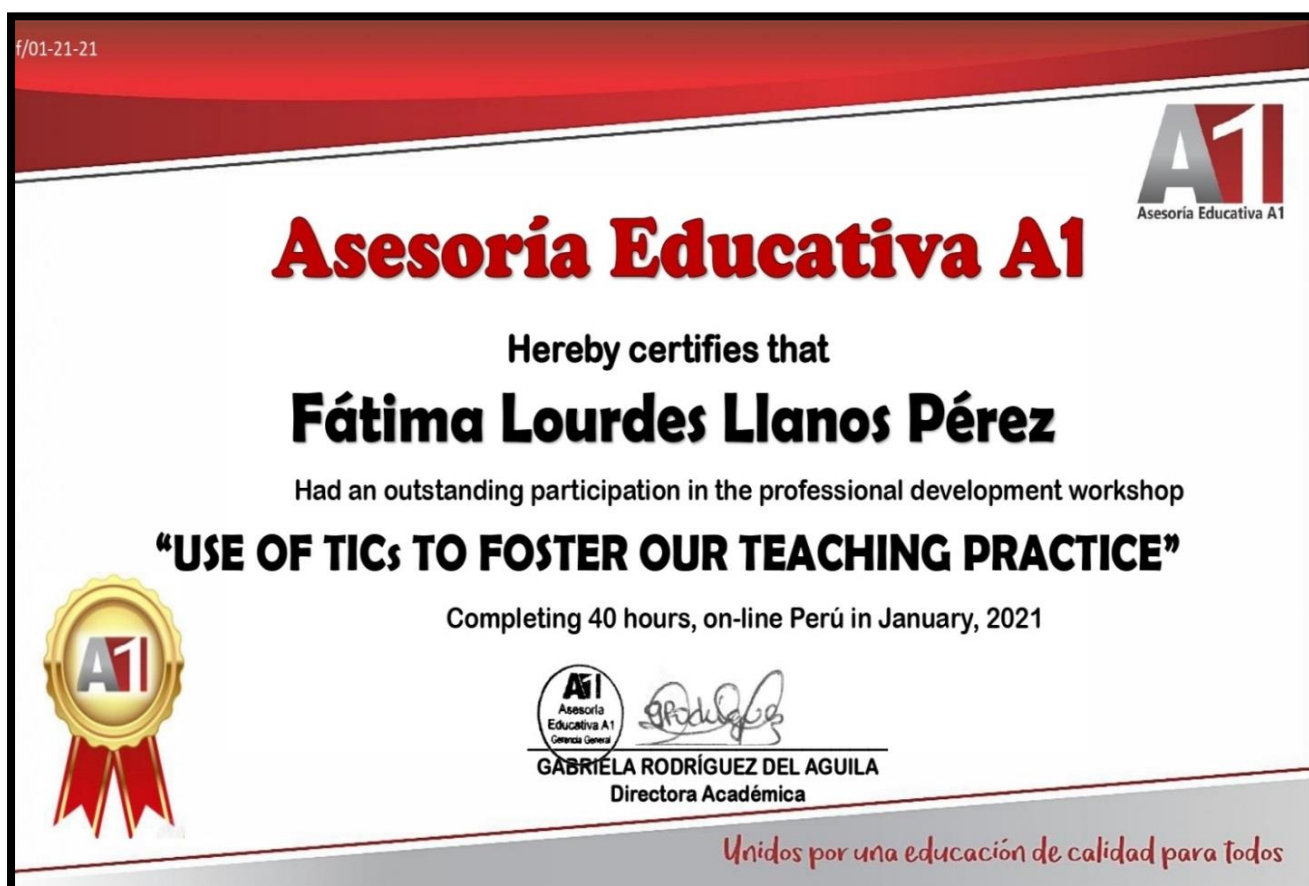 f/01-21-21
A1
Asesoría Educativa A1
Asesoría Educativa A1
Hereby certifies that
Fátima Lourdes Llanos Pérez
Had an outstanding participation in the professional development workshop
“USE OF TICs TO FOSTER OUR TEACHING PRACTICE”
Completing 40 hours, on-line Perú in January, 2021
A1
A1
Asesoría
Educativa A1
Gerencia General
GABRIELA RODRÍGUEZ DEL AGUILA
Directora Académica
Unidos por una educación de calidad para todos